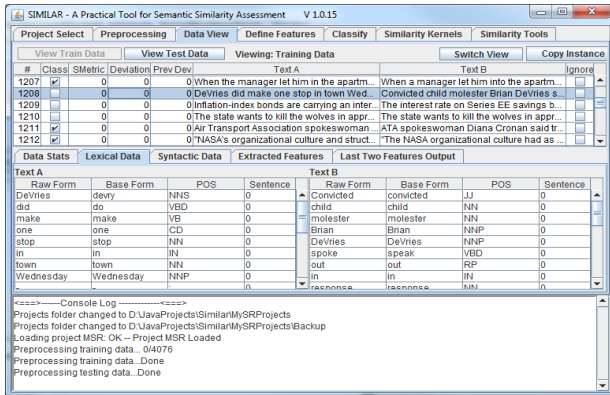 SIMILAR - A Practical Tool for Semantic Similarity Assessment V 1.0.15
Project Select Preprocessing Data View Define Features Classify Similarity Kernels Similarity Tools
View Train Data View Test Data Viewing: Training Data Switch View Copy Instance
# Class SMetric Deviation Prev Dev Text A Text B Ignore
1207 0 0 0 When the manager let him in the apartm... When a manager let him into the apartm...
1208 0 0 0 DeVries did make one stop in town Wed... Convicted child molester Brian DeVries s...
1209 0 0 0 Inflation-index bonds are carrying an inter... The interest rate on Series EE savings b...
1210 0 0 0 The state wants to kill the wolves in appr... The state wants to kill the wolves in appr...
1211 0 0 0 Air Transport Association spokeswoman ... ATA spokeswoman Diana Cronan said tr...
1212 0 0 0 "NASA's organizational culture and struct... "The NASA organizational culture had as ...
Data Stats Lexical Data Syntactic Data Extracted Features Last Two Features Output
Text A Text B
Raw Form Base Form POS Sentence Raw Form Base Form POS Sentence
DeVries devry NNS 0 Convicted convicted JJ 0
did do VBD 0 child child NN 0
make make VB 0 molester molester NN 0
one one CD 0 Brian Brian NNP 0
stop stop NN 0 DeVries DeVries NNP 0
in in IN 0 spoke speak VBD 0
town town NN 0 out out RP 0
Wednesday Wednesday NNP 0 in in IN 0
- - : 0 response response NN 0
<===>------Console Log -------------<===>
Projects folder changed to D:\JavaProjects\Similar\MySRProjects
Projects folder changed to D:\JavaProjects\Similar\MySRProjects\Backup
Loading project MSR: OK -- Project MSR Loaded
Preprocessing training data... 0/4076
Preprocessing training data...Done
Preprocessing testing data...Done